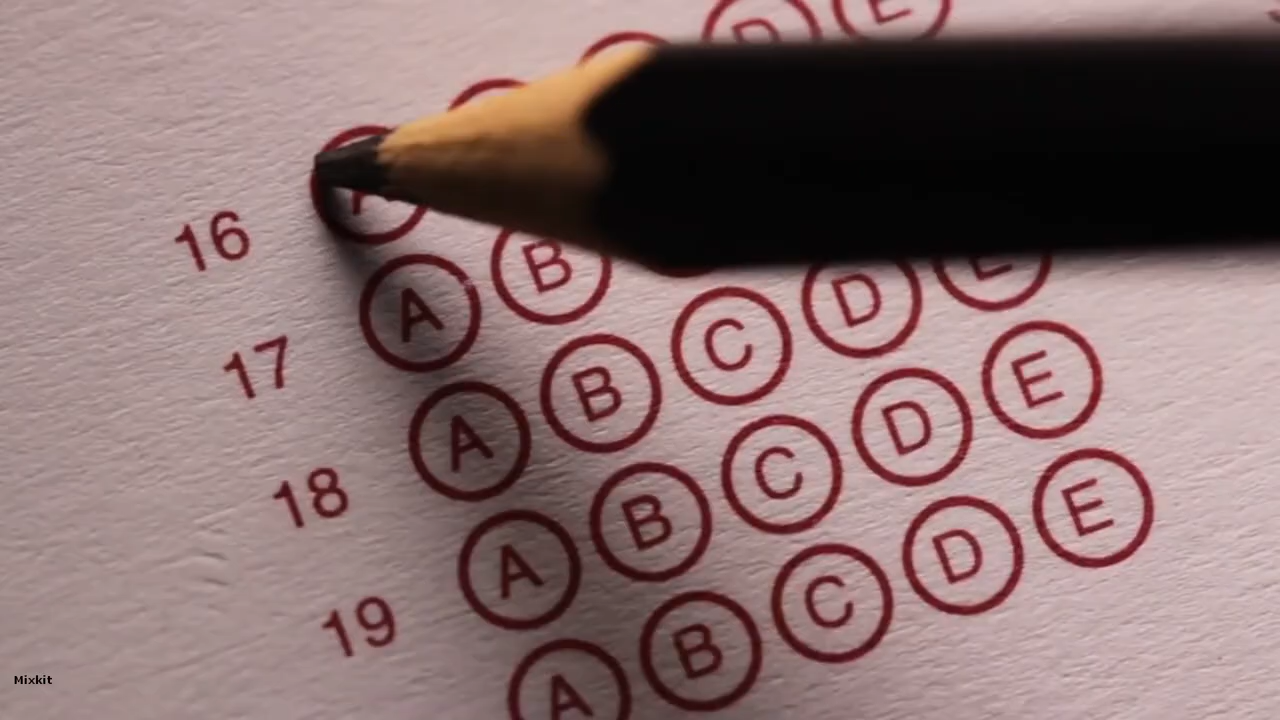 16 A D E
17 A B
18 A B C D E
19 A B C D E
A B C D E
Mixkit